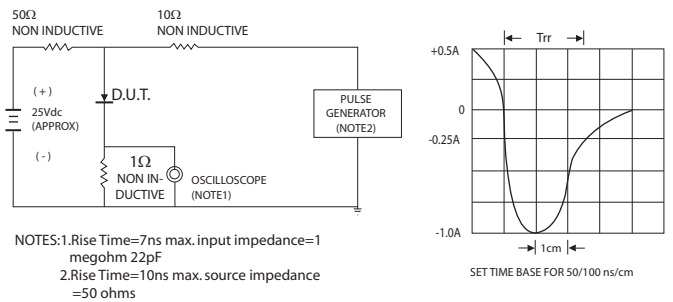 50Ω
NON INDUCTIVE
10Ω
NON INDUCTIVE
(+)
25Vdc
(APPROX)
(-)
D.U.T.
1Ω
NON IN-
DUCTIVE
OSCILLOSCOPE
(NOTE1)
PULSE
GENERATOR
(NOTE2)
NOTES:1.Rise Time=7ns max. input impedance=1
megohm 22pF
2.Rise Time=10ns max. source impedance
=50 ohms
Trr
+0.5A
0
-0.25A
-1.0A
1cm
SET TIME BASE FOR 50/100 ns/cm